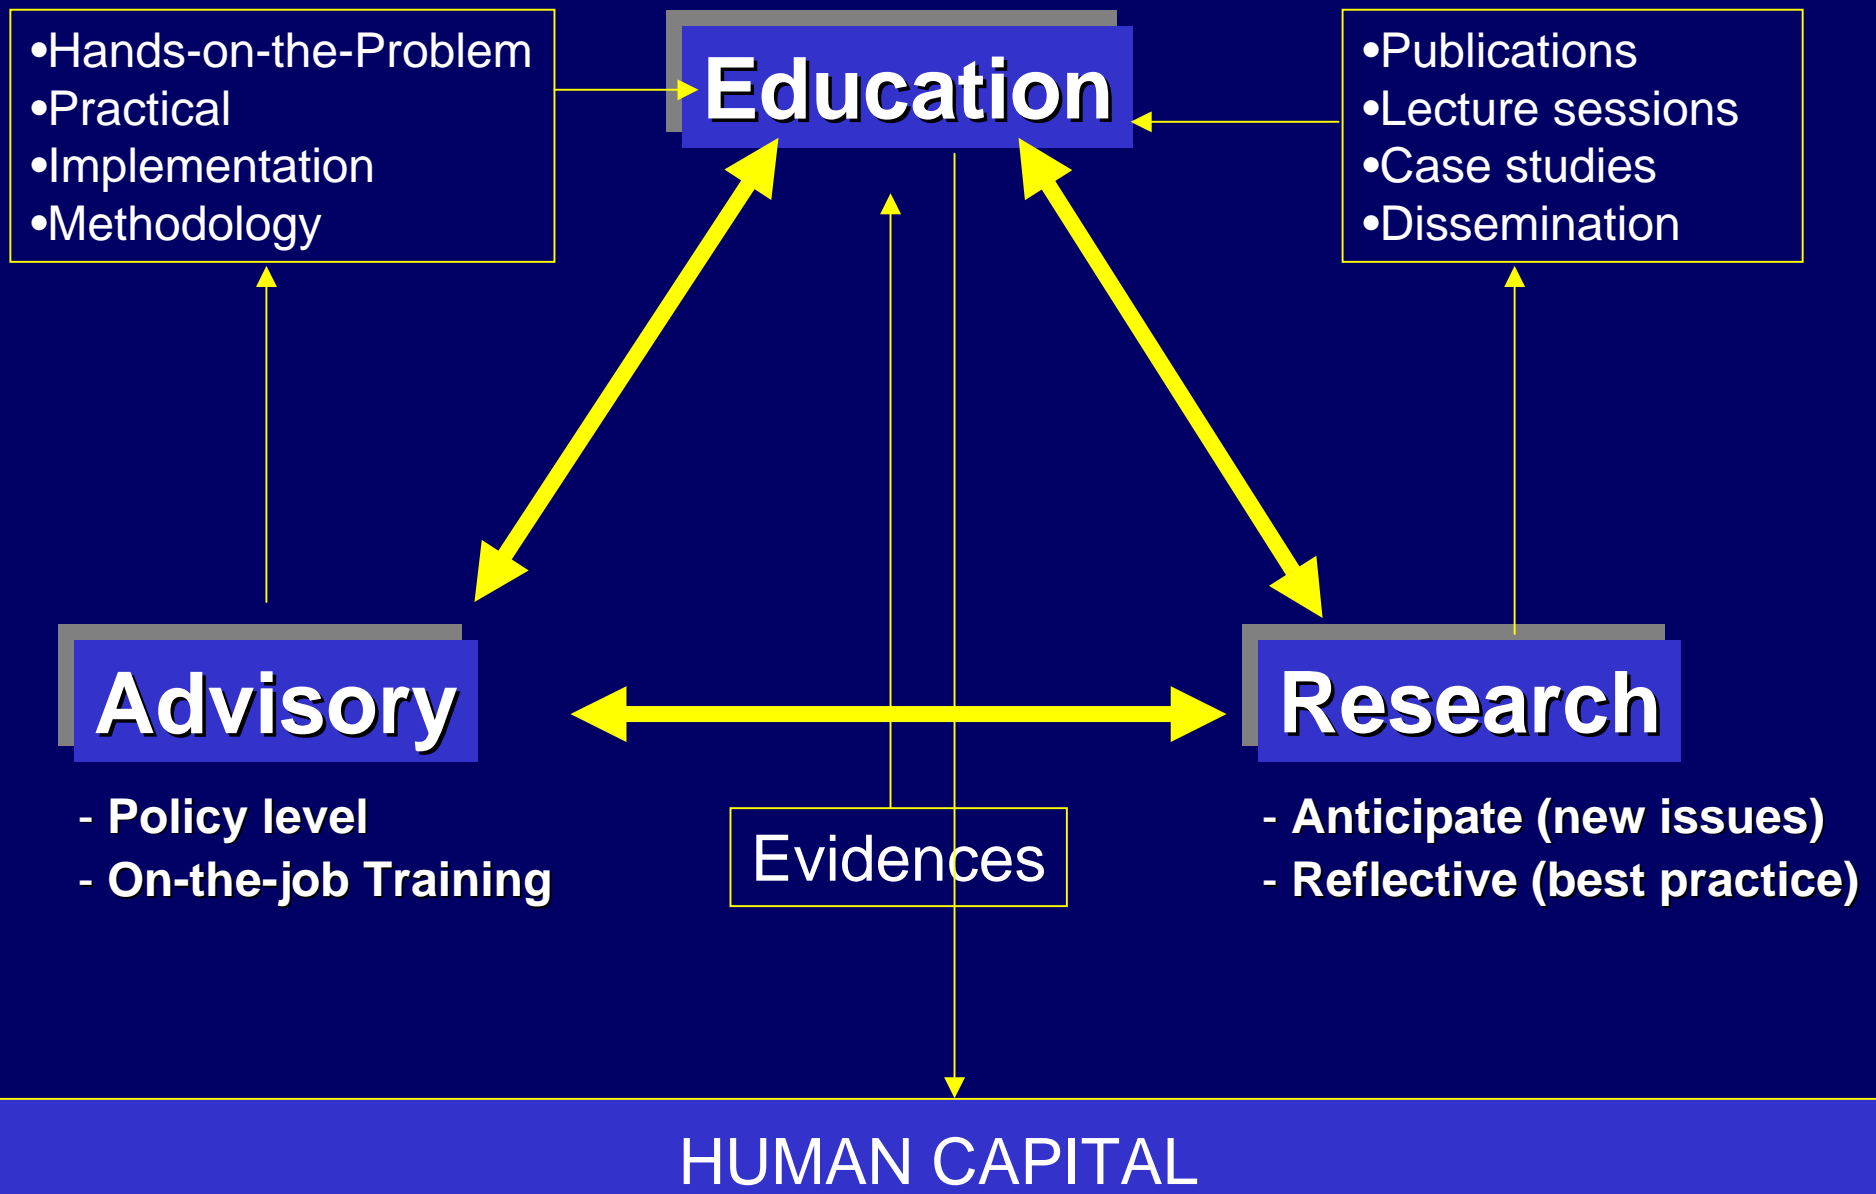 •Hands-on-the-Problem
•Practical
•Implementation
•Methodology
Education
•Publications
•Lecture sessions
•Case studies
•Dissemination
Advisory
- Policy level
- On-the-job Training
Evidences
Research
- Anticipate (new issues)
- Reflective (best practice)
HUMAN CAPITAL